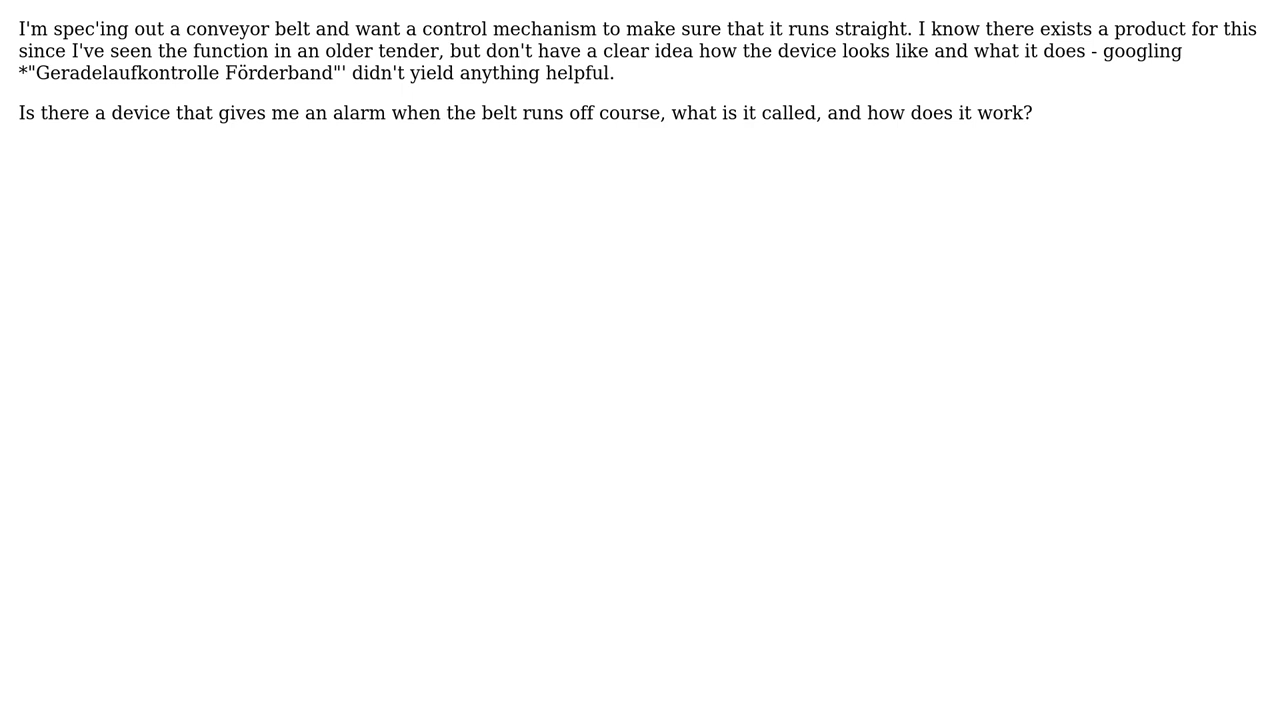 I'm spec'ing out a conveyor belt and want a control mechanism to make sure that it runs straight. I know there exists a product for this
since I've seen the function in an older tender, but don't have a clear idea how the device looks like and what it does - googling
*"Geradelaufkontrolle Förderband"' didn't yield anything helpful.
Is there a device that gives me an alarm when the belt runs off course, what is it called, and how does it work?